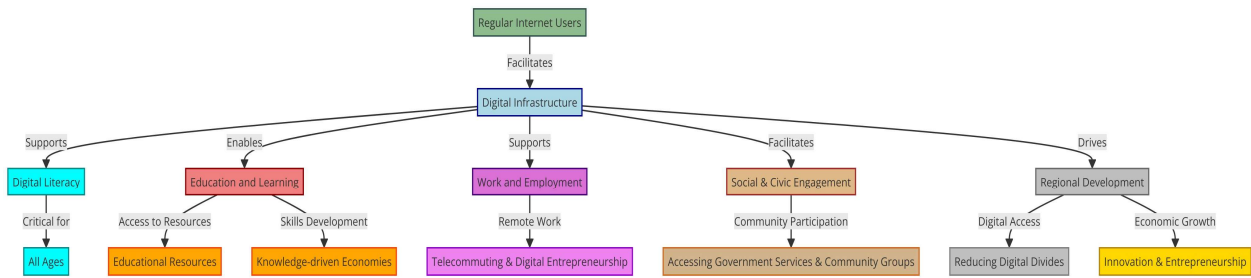 Regular Internet Users
Facilitates
Digital Infrastructure
Supports
Enables
Supports
Facilitates
Drives
Digital Literacy
Education and Learning
Work and Employment
Social & Civic Engagement
Regional Development
Critical for
Access to Resources
Skills Development
Remote Work
Community Participation
Digital Access
Economic Growth
All Ages
Educational Resources
Knowledge-driven Economies
Telecommuting & Digital Entrepreneurship
Accessing Government Services & Community Groups
Reducing Digital Divides
Innovation & Entrepreneurship